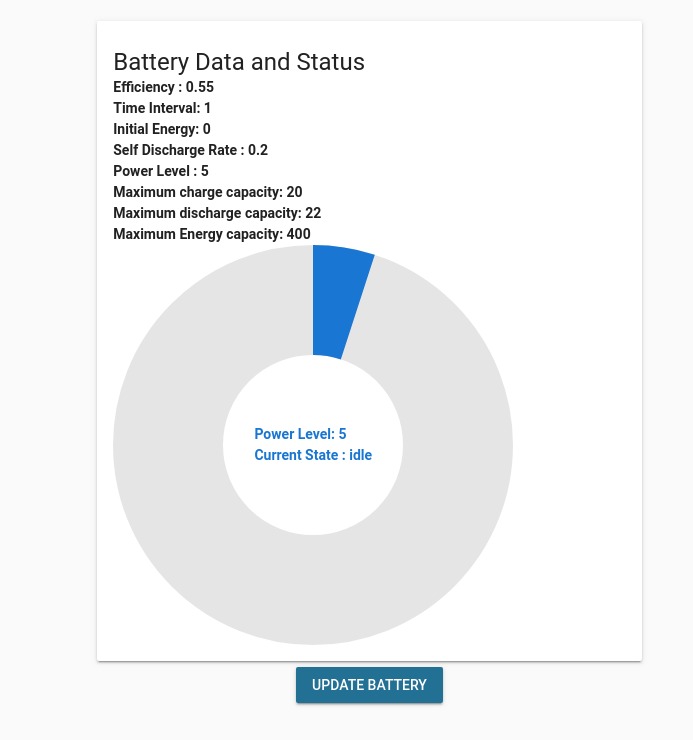 Battery Data and Status
Efficiency : 0.55
Time Interval: 1
Initial Energy: 0
Self Discharge Rate : 0.2
Power Level : 5
Maximum charge capacity: 20
Maximum discharge capacity: 22
Maximum Energy capacity: 400
Power Level: 5
Current State : idle
UPDATE BATTERY